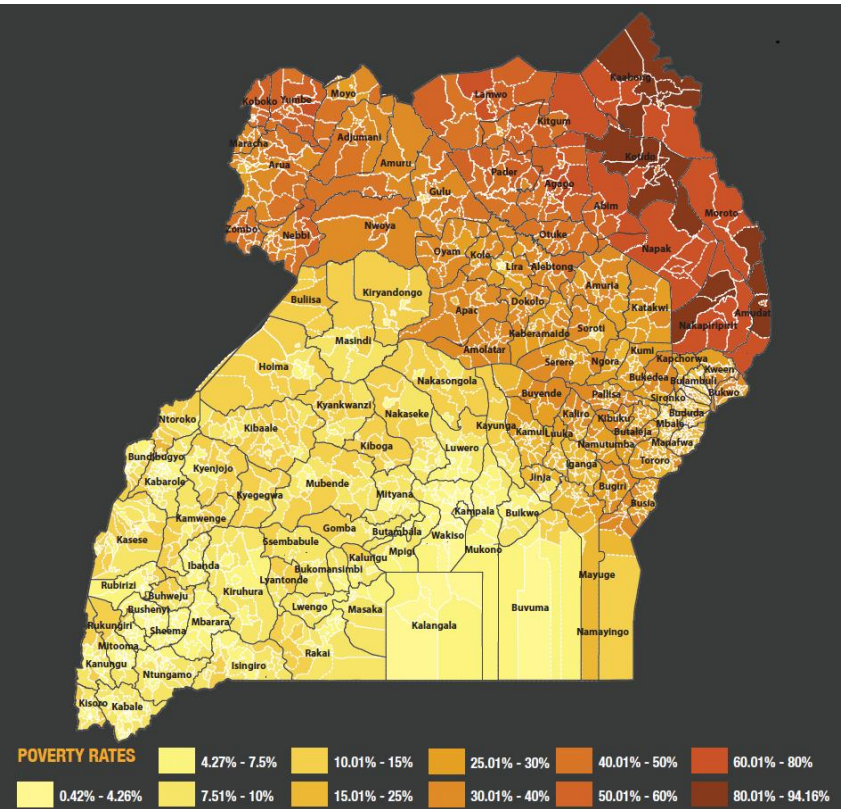 Kaabong
Lamwo
Moyo
Koboko
Yumbe
Kitgum
Adjumani
Maracha
Kotido
Arua
Amuru
Pader
Agago
Gulu
Abim
Moroto
Nwoya
Zombo
Nebbi
Otuke
Napak
Oyam
Kole
Lira
Alebtong
Kiryandongo
Buliisa
Amuria
Apac
Dokoto
Katakwi
Amudat
Nakapiripirit
Kaberamaido
Soroti
Masindi
Amolatar
Kumi
Kapchorwa
Hoima
Serere
Ngora
Kween
Bukedea
Bulambuli
Nakasongola
Buyende
Pallisa
Sironko
Bukwo
Kyankwanzi
Nakaseke
Kaliro
Kibuku
Bududa
Ntoroko
Kibaale
Kayunga
Kamuli
Luuka
Butaleja
Mbale
Kiboga
Luwero
Namutumba
Manafwa
Bundibugyo
Kyenjojo
Iganga
Tororo
Kabarole
Mubende
Mityana
Jinja
Bugiri
Kyegegwa
Busia
Kamwenge
Kampala
Buikwe
Gomba
Butambala
Wakiso
Kasese
Ssembabule
Kalungu
Mpigi
Mukono
Ibanda
Bukomansimbi
Mayuge
Rubirizi
Lyantonde
Buhweju
Kiruhura
Lwengo
Masaka
Buvuma
Bushenyi
Rukungiri
Sheema
Mbarara
Kalangala
Namayingo
Mitooma
Rakai
Kanungu
Isingiro
Ntungamo
Kisoro
Kabale
POVERTY RATES
4.27% - 7.5%
10.01% - 15%
25.01% - 30%
40.01% - 50%
60.01% - 80%
0.42% - 4.26%
7.51% - 10%
15.01% - 25%
30.01% - 40%
50.01% - 60%
80.01% - 94.16%